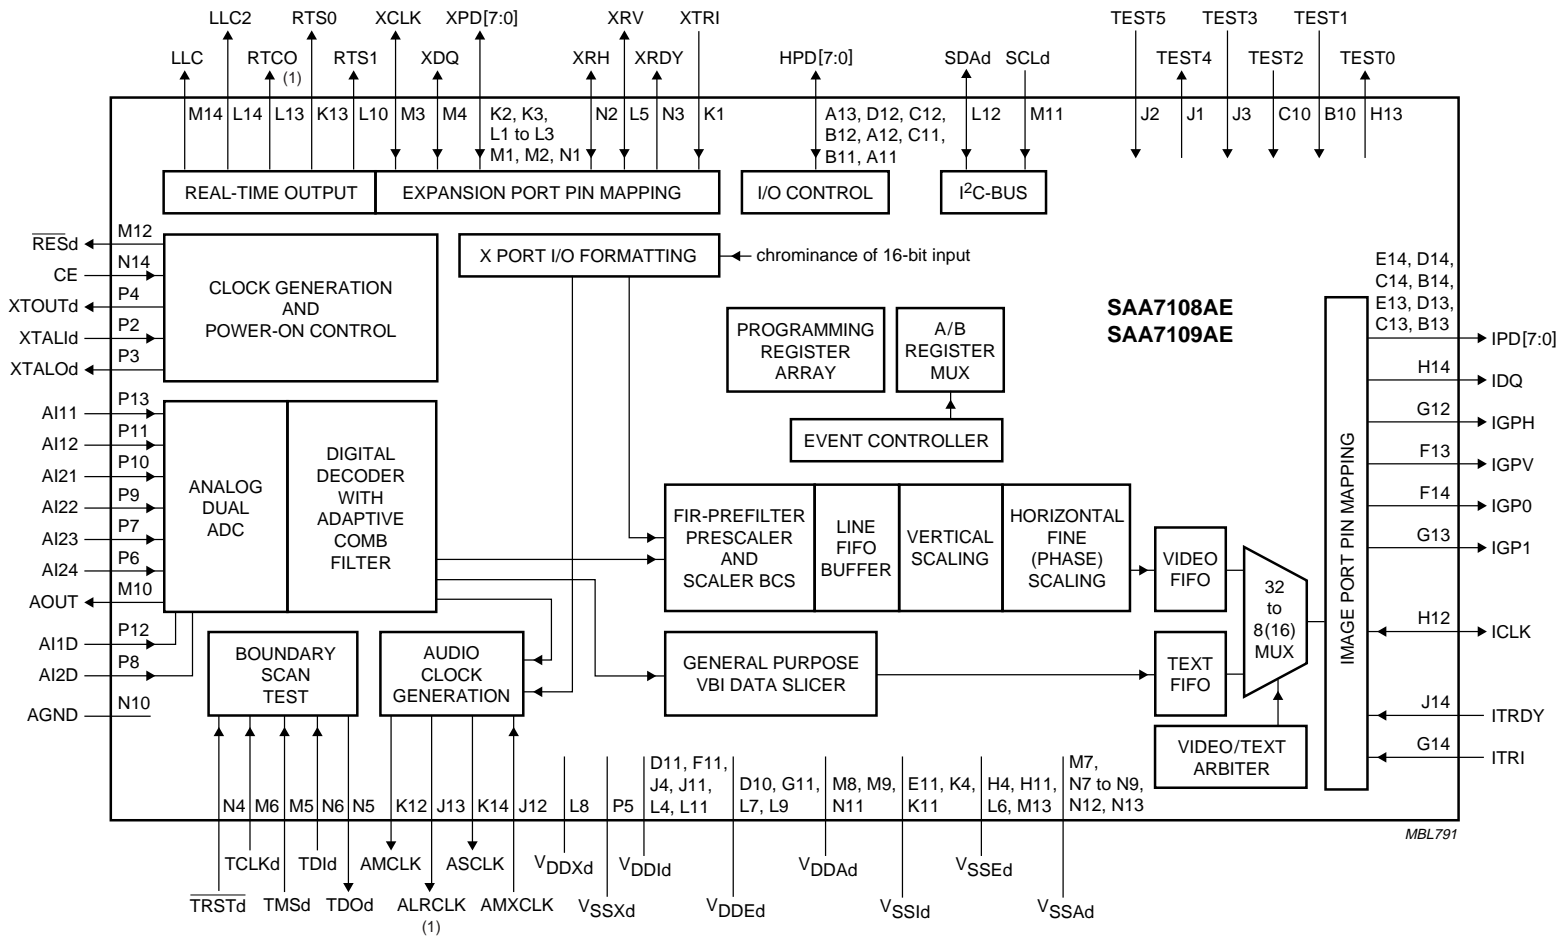 LLC2 RTS0 XCLK XPD[7:0] XRV XTRI TEST5 TEST3 TEST1
LLC RTCO RTS1 XDQ XRH XRDY HPD[7:0] SDAd SCLd TEST4 TEST2 TEST0
(1)
M14 L14 L13 K13 L10 M3 M4 K2, K3, N2 L5 N3 K1 A13, D12, C12, L12 M11 J2 J1 J3 C10 B10 H13
L1 to L3 B12, A12, C11,
M1, M2, N1 B11, A11
REAL-TIME OUTPUT EXPANSION PORT PIN MAPPING I/O CONTROL I2C-BUS
RESd M12
CE N14
XTOUTd P4
XTALId P2
XTALOd P3
CLOCK GENERATION
AND
POWER-ON CONTROL
X PORT I/O FORMATTING chrominance of 16-bit input
PROGRAMMING
REGISTER
ARRAY
A/B
REGISTER
MUX
EVENT CONTROLLER
SAA7108AE
SAA7109AE
E14, D14,
C14, B14,
E13, D13,
C13, B13
IPD[7:0]
H14 IDQ
G12 IGPH
F13 IGPV
F14 IGP0
G13 IGP1
H12 ICLK
J14 ITRDY
G14 ITRI
IMAGE PORT PIN MAPPING
AI11 P13
AI12 P11
AI21 P10
AI22 P9
AI23 P7
AI24 P6
AOUT M10
AI1D P12
AI2D P8
AGND N10
ANALOG
DUAL
ADC
DIGITAL
DECODER
WITH
ADAPTIVE
COMB
FILTER
FIR-PREFILTER
PRESCALER
AND
SCALER BCS
LINE
FIFO
BUFFER
VERTICAL
SCALING
HORIZONTAL
FINE
(PHASE)
SCALING
VIDEO
FIFO
32
to
8(16)
MUX
BOUNDARY
SCAN
TEST
AUDIO
CLOCK
GENERATION
GENERAL PURPOSE
VBI DATA SLICER
TEXT
FIFO
VIDEO/TEXT
ARBITER
N4 M6 M5 N6 N5 K12 J13 K14 J12 L8 P5
D11, F11,
J4, J11,
L4, L11
D10, G11,
L7, L9
M8, M9,
N11
E11, K4,
K11
H4, H11,
L6, M13
M7,
N7 to N9,
N12, N13
MBL791
TCLKd TDId AMCLK ASCLK VDDXd VDDId VDDAd VSSEd
TRSTd TMSd TDOd ALRCLK AMXCLK VSSXd VDDEd VSSId VSSAd
(1)